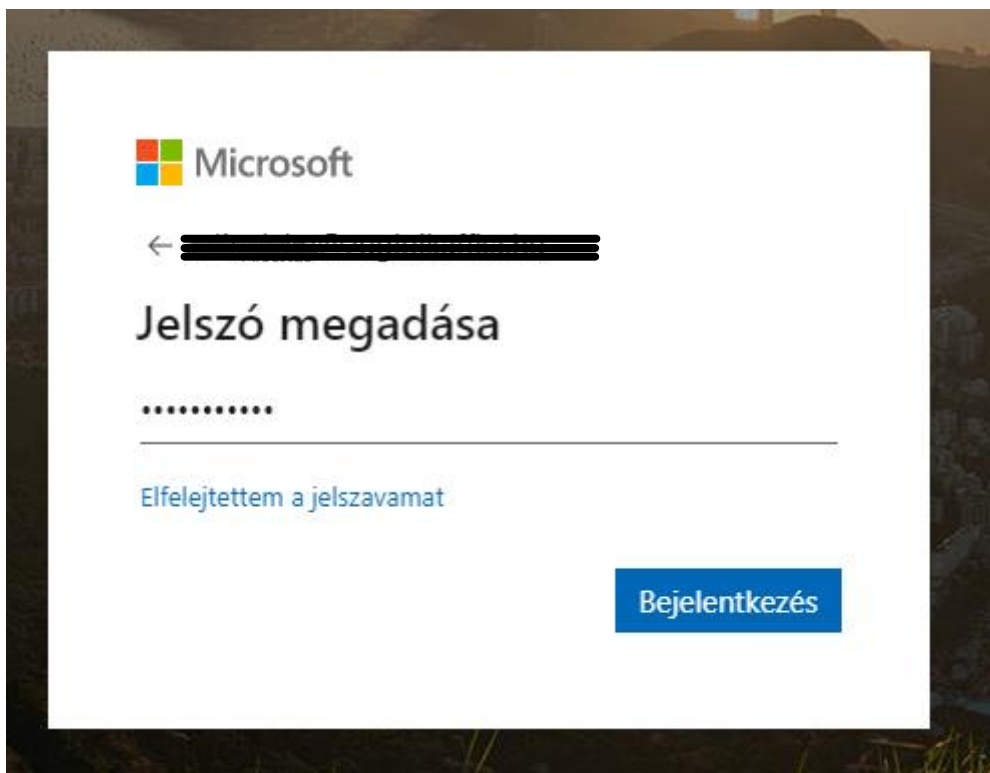 Microsoft
←
Jelszó megadása
•••••••••••
Elfelejtettem a jelszavamat
Bejelentkezés